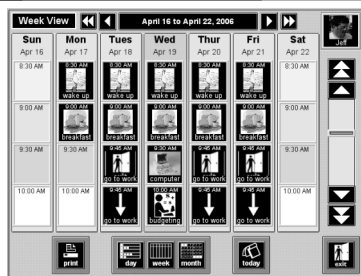 Week View
April 16 to April 22, 2006
Jeff
Sun Mon Tues Wed Thur Fri Sat
Apr 16 Apr 17 Apr 18 Apr 19 Apr 20 Apr 21 Apr 22
8:30 AM 8:30 AM 8:30 AM 8:30 AM 8:30 AM 8:30 AM 8:30 AM
wake up wake up wake up wake up
9:00 AM 9:00 AM 9:00 AM 9:00 AM 9:00 AM 9:00 AM 9:00 AM
breakfast breakfast breakfast breakfast
9:30 AM 9:30 AM 9:45 AM 9:30 AM 9:45 AM 9:45 AM 9:30 AM
go to work computer go to work go to work
10:00 AM 10:00 AM 9:45 AM 10:00 AM 9:45 AM 9:45 AM 10:00 AM
go to work budgeting go to work go to work
print day week month today exit